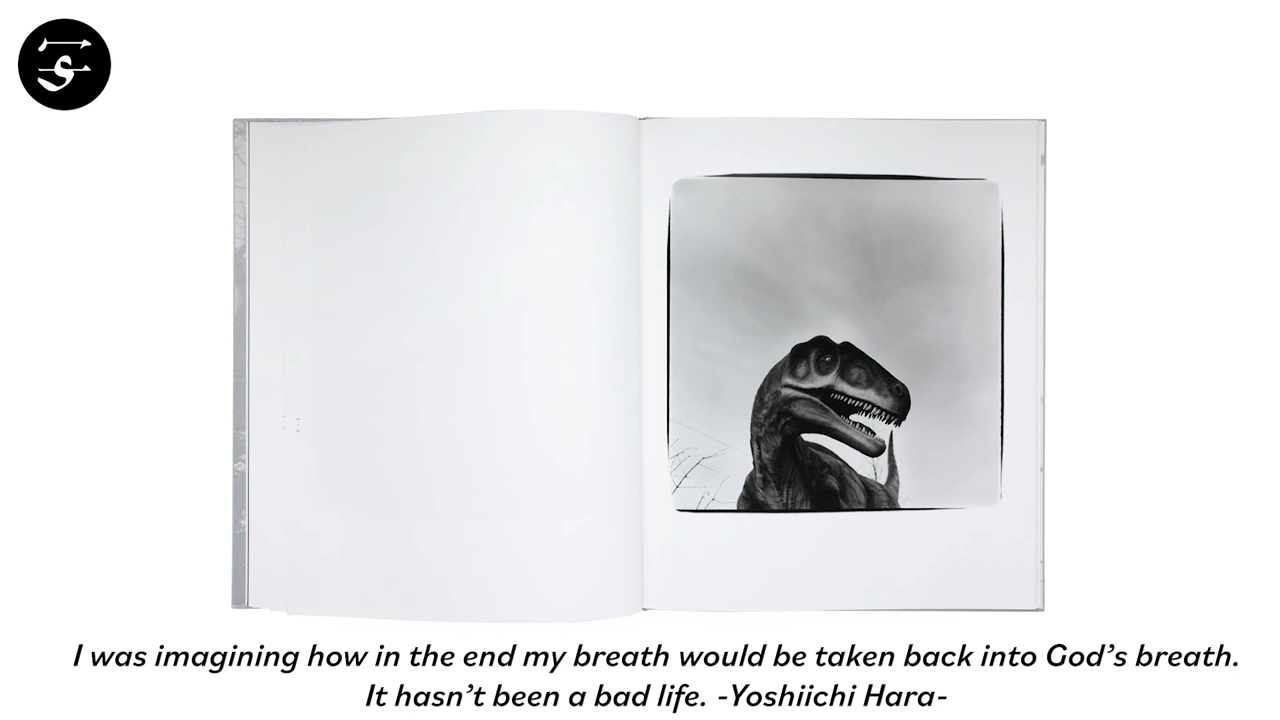 I was imagining how in the end my breath would be taken back into God’s breath.
It hasn’t been a bad life. -Yoshiichi Hara-